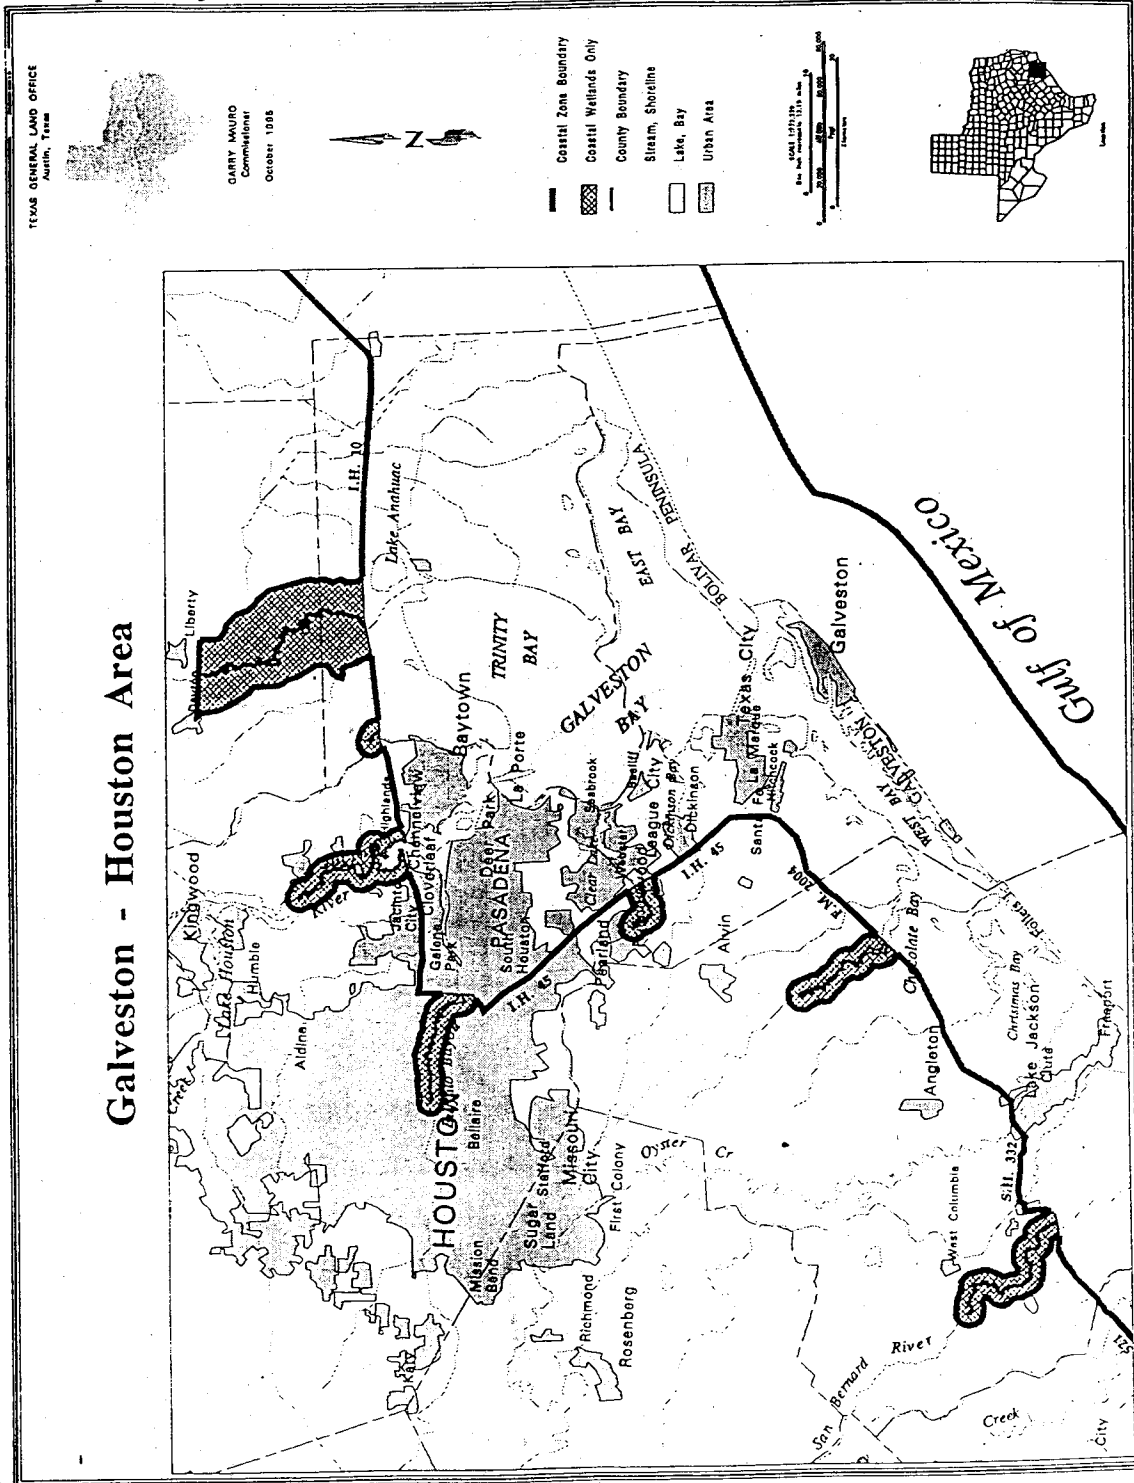 Galveston - Houston Area
TEXAS GENERAL LAND OFFICE
Austin, Texas
GARRY MAURO
Commissioner
October 1995
N
Coastal Zone Boundary
Coastal Wetlands Only
County Boundary
Stream, Shoreline
Lake, Bay
Urban Area
Liberty
Kingwood
Lake Houston
Humble
Aldine
River
Highlands
Channelview
Cloverleaf
Jacinto
City
Galena
Park
I.H. 10
Lake Anahuac
Baytown
TRINITY
BAY
HOUSTO
Bellaire
Deer
Park
La Porte
PASADENA
South
Houston
I.H. 45
Katy
Mission
Bend
Sugar
Land
Stafford
Missouri
City
First Colony
Richmond
Rosenberg
Oyster
Cr
Pearland
Clear Lake
Webster
Seabrook
League
City
GALVESTON
BAY
EAST BAY
BOLIVAR PENINSULA
Dickinson Bay
Dickinson
I.H. 45
Texas City
La Marque
Hitchcock
Santa
Fe
Galveston
Gulf of Mexico
WEST BAY
GALVESTON
Alvin
F.M. 2004
Chocolate Bay
Angleton
Christmas Bay
Follets
Lake Jackson
Clute
Freeport
West Columbia
S.H. 332
San Bernard River
Creek
City
521